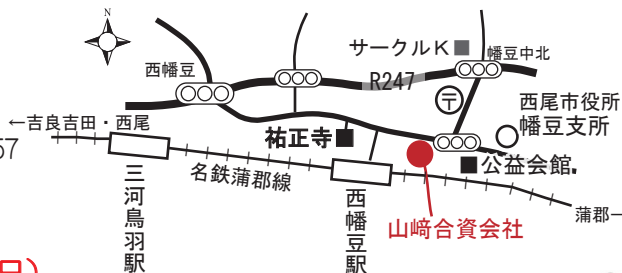 N
サークルK■
幡豆中北
西幡豆
R247
〒
西尾市役所
幡豆支所
←吉良吉田・西尾
57
祐正寺■
■公益会館.
名鉄蒲郡線
三河鳥羽駅
西幡豆駅
山﨑合資会社
蒲郡